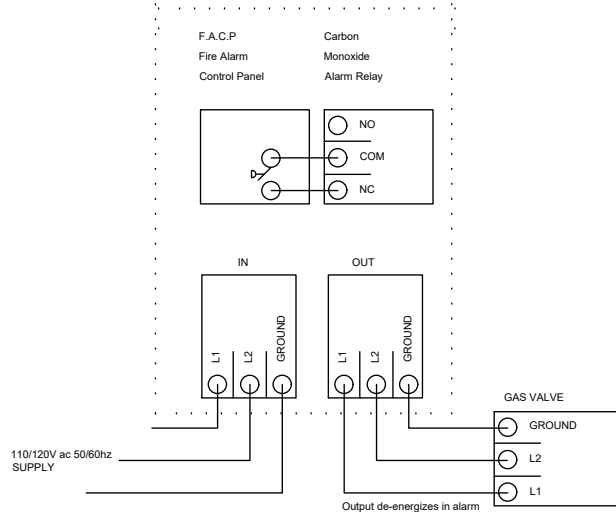 F.A.C.P
Fire Alarm
Control Panel
Carbon
Monoxide
Alarm Relay
NO
COM
NC
IN
OUT
L1
L2
GROUND
L1
L2
GROUND
GAS VALVE
GROUND
L2
L1
110/120V ac 50/60hz
SUPPLY
Output de-energizes in alarm